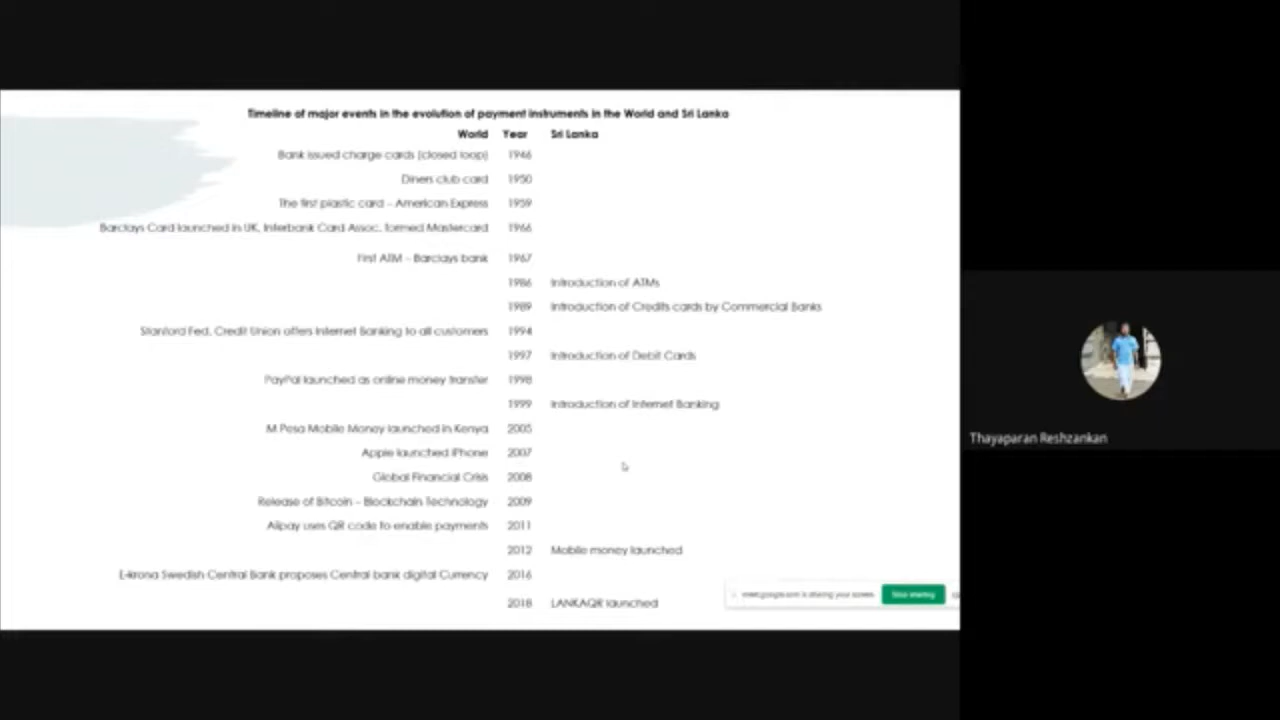 Timeline of major events in the evolution of payment instruments in the World and Sri Lanka
World Year Sri Lanka
Bank issued charge cards (closed loop) 1946
Diners club card 1950
The first plastic card – American Express 1959
Barclays Card launched in UK, Interbank Card Assoc. formed Mastercard 1966
First ATM – Barclays bank 1967
1986 Introduction of ATMs
1989 Introduction of Credits cards by Commercial Banks
Stanford Fed. Credit Union offers Internet Banking to all customers 1994
1997 Introduction of Debit Cards
PayPal launched as online money transfer 1998
1999 Introduction of Internet Banking
M Pesa Mobile Money launched in Kenya 2005
Apple launched iPhone 2007
Global Financial Crisis 2008
Release of Bitcoin – Blockchain Technology 2009
Alipay uses QR code to enable payments 2011
2012 Mobile money launched
E-krona Swedish Central Bank proposes Central bank digital Currency 2016
2018 LANKAQR launched
meet.google.com is sharing your screen. Stop sharing
Thayaparan Reshzankan